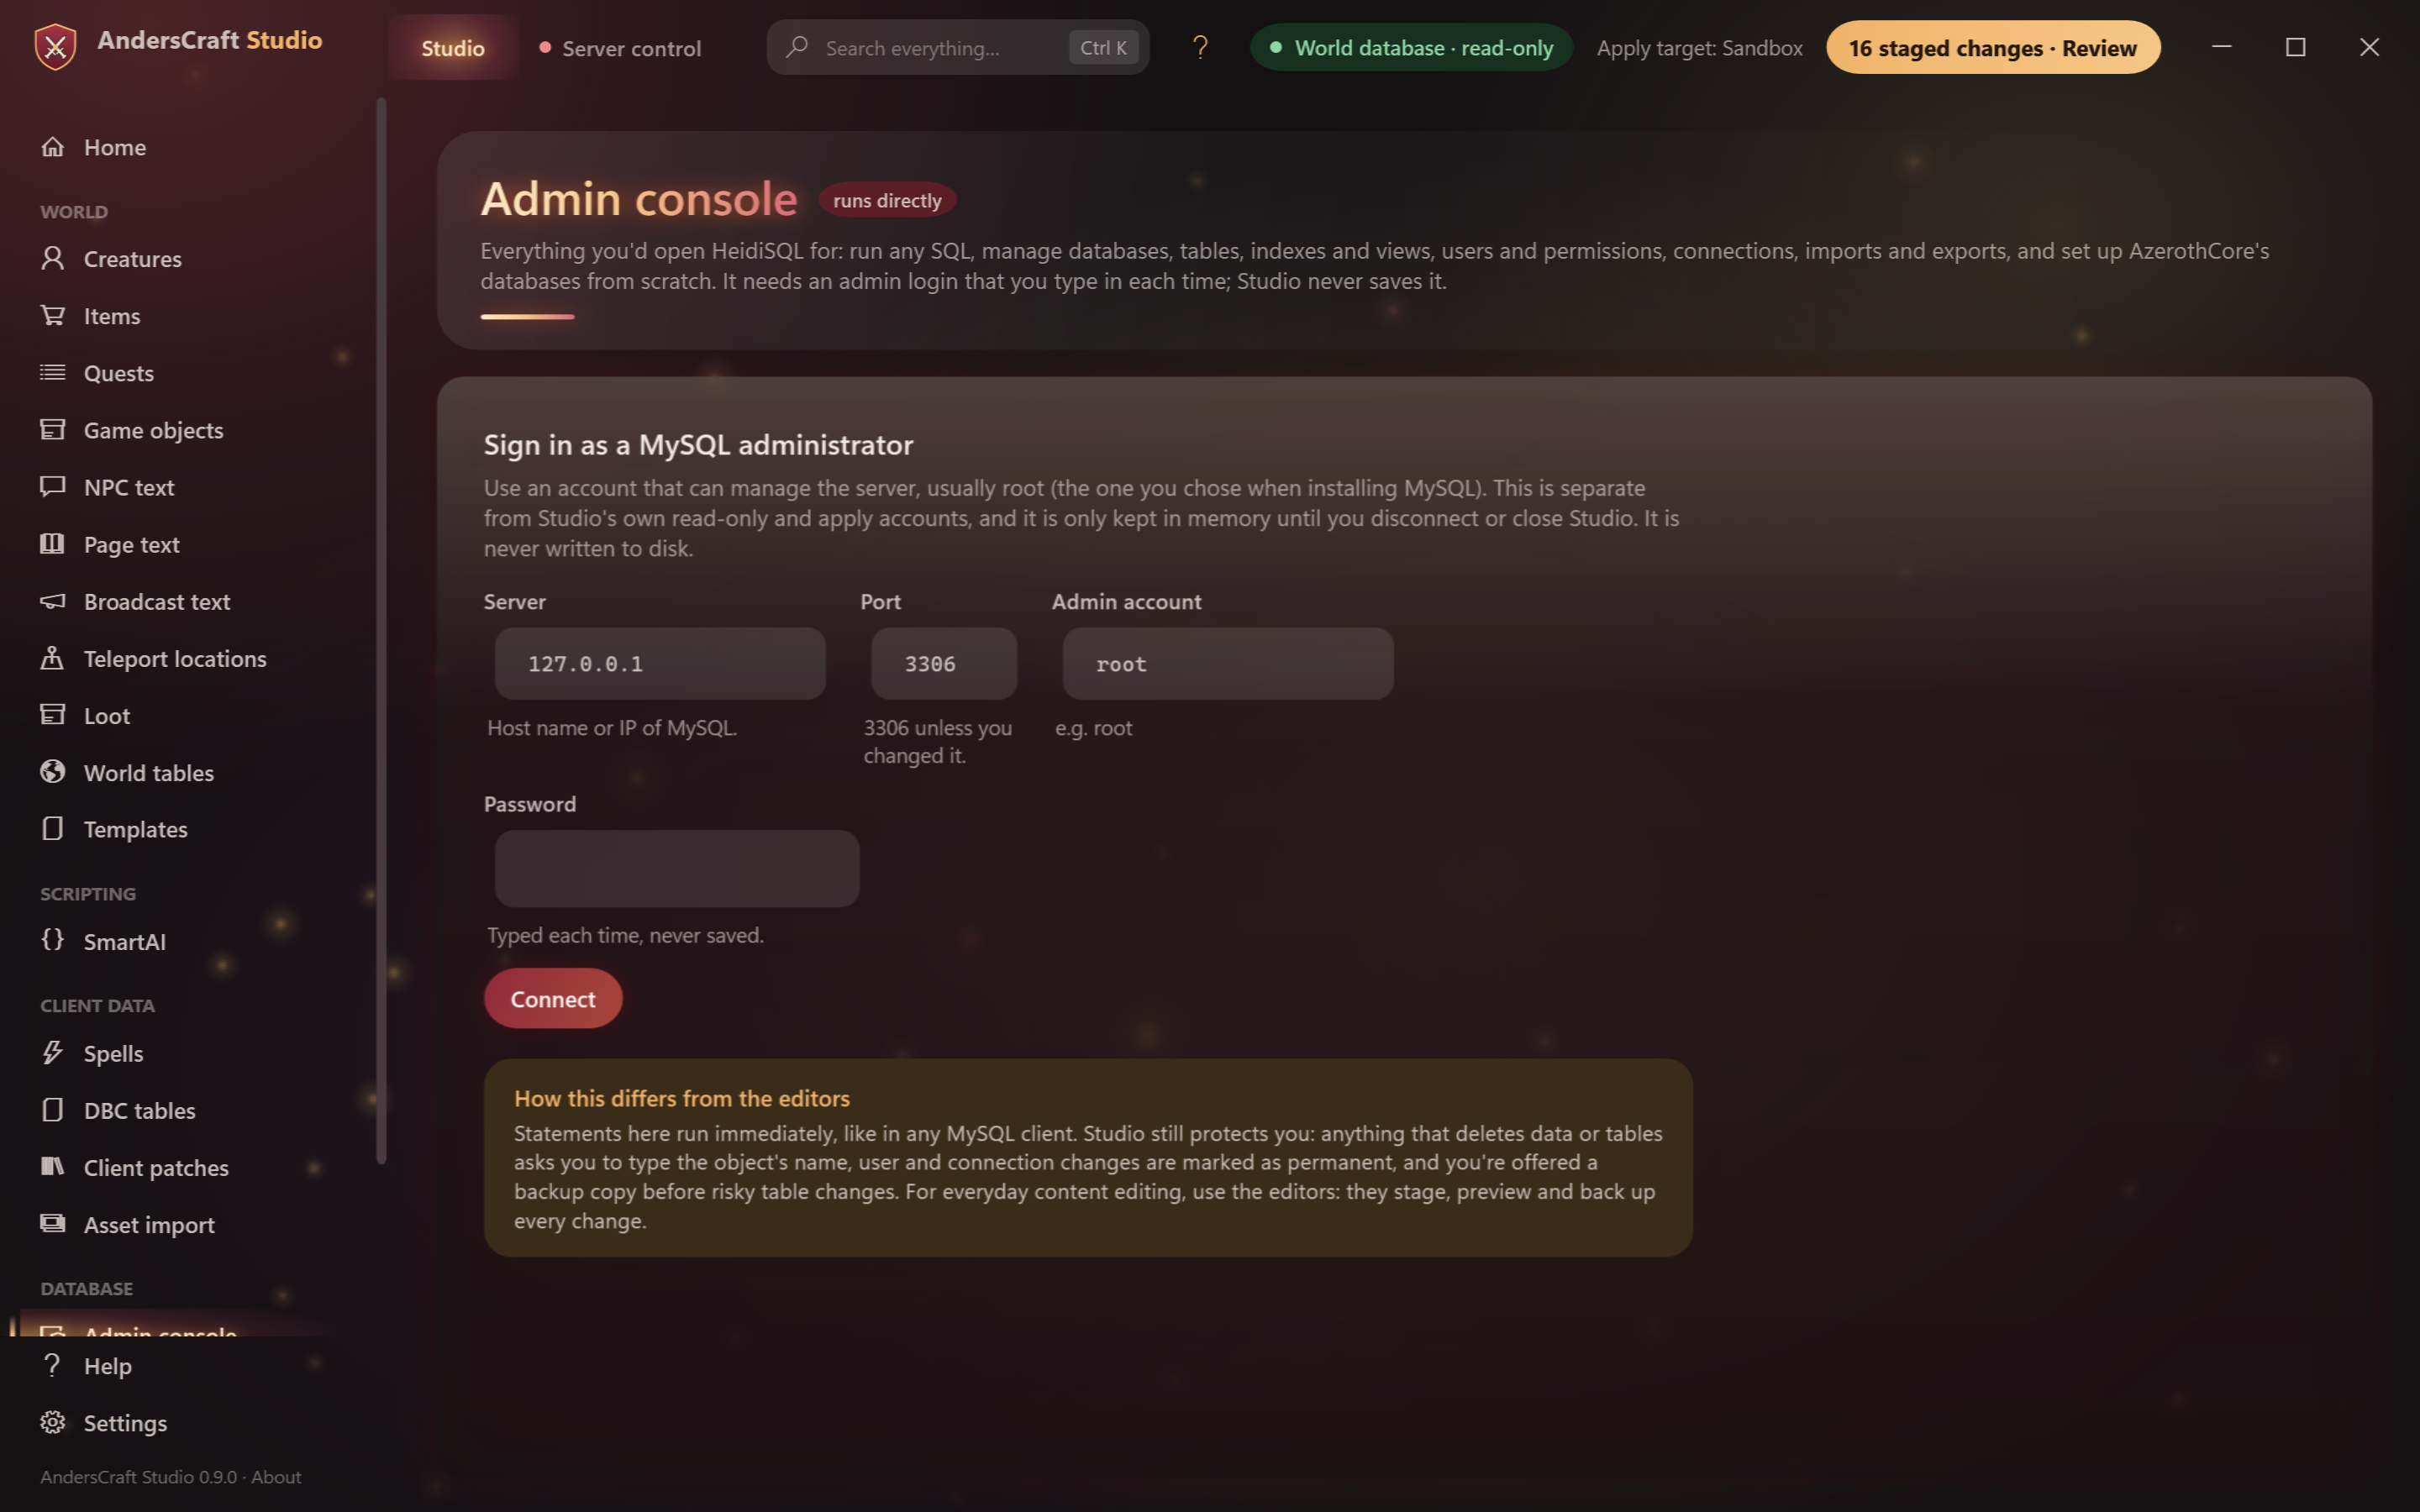 AndersCraft Studio
Studio
Server control
Search everything...
Ctrl K
?
World database · read-only
Apply target: Sandbox
16 staged changes · Review
Home
WORLD
Creatures
Items
Quests
Game objects
NPC text
Page text
Broadcast text
Teleport locations
Loot
World tables
Templates
SCRIPTING
{} SmartAI
CLIENT DATA
Spells
DBC tables
Client patches
Asset import
DATABASE
Admin console
? Help
Settings
AndersCraft Studio 0.9.0 · About
Admin console
runs directly
Everything you'd open HeidiSQL for: run any SQL, manage databases, tables, indexes and views, users and permissions, connections, imports and exports, and set up AzerothCore's
databases from scratch. It needs an admin login that you type in each time; Studio never saves it.
Sign in as a MySQL administrator
Use an account that can manage the server, usually root (the one you chose when installing MySQL). This is separate
from Studio's own read-only and apply accounts, and it is only kept in memory until you disconnect or close Studio. It is
never written to disk.
Server
Port
Admin account
127.0.0.1
3306
root
Host name or IP of MySQL.
3306 unless you
changed it.
e.g. root
Password
Typed each time, never saved.
Connect
How this differs from the editors
Statements here run immediately, like in any MySQL client. Studio still protects you: anything that deletes data or tables
asks you to type the object's name, user and connection changes are marked as permanent, and you're offered a
backup copy before risky table changes. For everyday content editing, use the editors: they stage, preview and back up
every change.